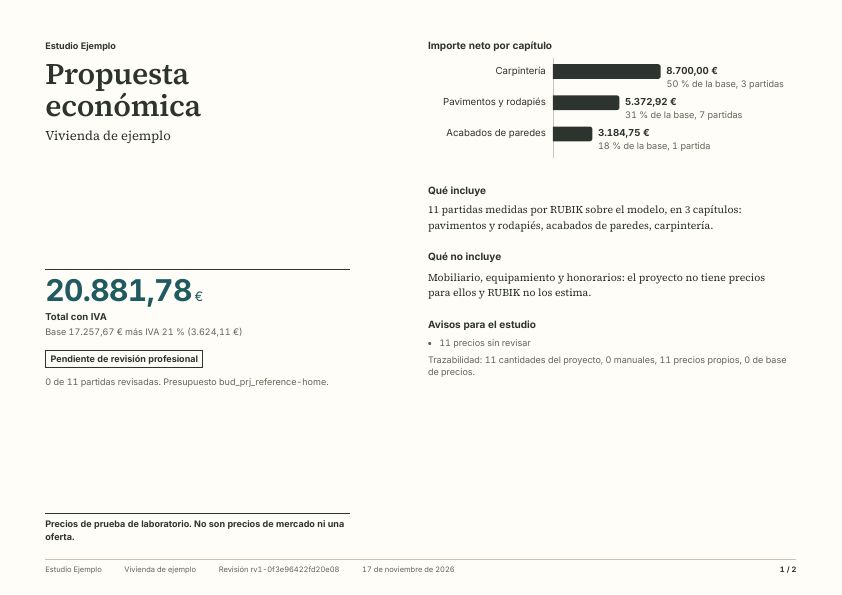 Estudio Ejemplo
Propuesta
económica
Vivienda de ejemplo
20.881,78 €
Total con IVA
Base 17.257,67 € más IVA 21 % (3.624,11 €)
Pendiente de revisión profesional
0 de 11 partidas revisadas. Presupuesto bud_prj_reference-home.
Precios de prueba de laboratorio. No son precios de mercado ni una
oferta.
Importe neto por capítulo
Carpintería
8.700,00 €
50 % de la base, 3 partidas
Pavimentos y rodapiés
5.372,92 €
31 % de la base, 7 partidas
Acabados de paredes
3.184,75 €
18 % de la base, 1 partida
Qué incluye
11 partidas medidas por RUBIK sobre el modelo, en 3 capítulos:
pavimentos y rodapiés, acabados de paredes, carpintería.
Qué no incluye
Mobiliario, equipamiento y honorarios: el proyecto no tiene precios
para ellos y RUBIK no los estima.
Avisos para el estudio
• 11 precios sin revisar
Trazabilidad: 11 cantidades del proyecto, 0 manuales, 11 precios propios, 0 de base
de precios.
Estudio Ejemplo Vivienda de ejemplo Revisión rv1-0f3e96422fd20e08 17 de noviembre de 2026 1 / 2